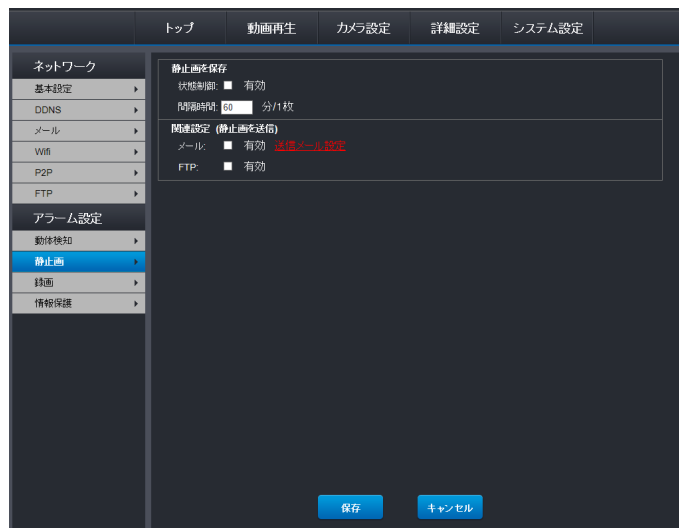 トップ 動画再生 カメラ設定 詳細設定 システム設定
ネットワーク
基本設定
DDNS
メール
Wifi
P2P
FTP
アラーム設定
動体検知
静止画
録画
情報保護
静止画を保存
状態制御: 有効
間隔時間: 60 分/1枚
関連設定 (静止画を送信)
メール: 有効 送信メール設定
FTP: 有効
保存 キャンセル